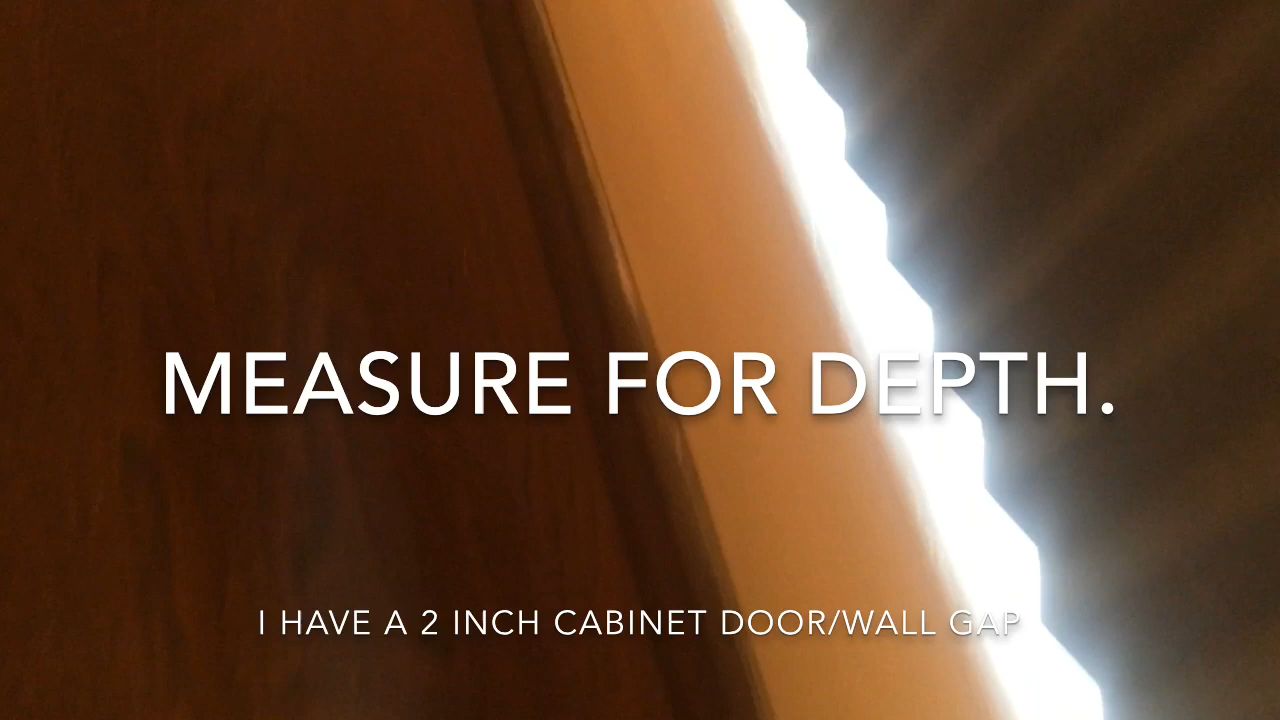 MEASURE FOR DEPTH.
I HAVE A 2 INCH CABINET DOOR/WALL GAP